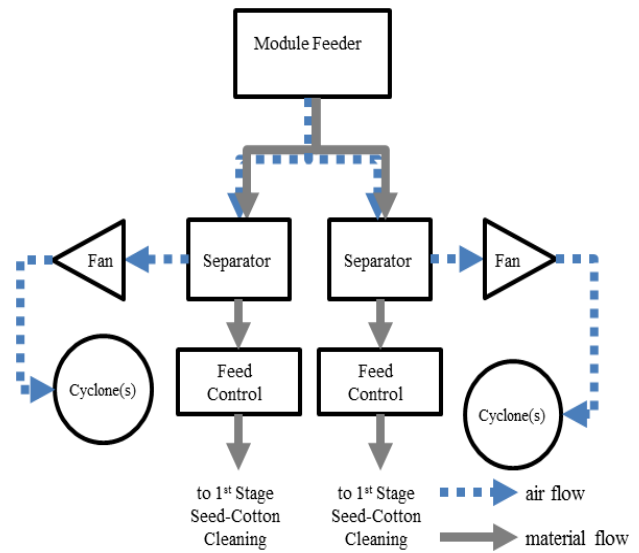 Module Feeder
Fan
Separator
Separator
Fan
Cyclone(s)
Feed
Control
Feed
Control
Cyclone(s)
to 1st Stage
Seed-Cotton
Cleaning
to 1st Stage
Seed-Cotton
Cleaning
air flow
material flow